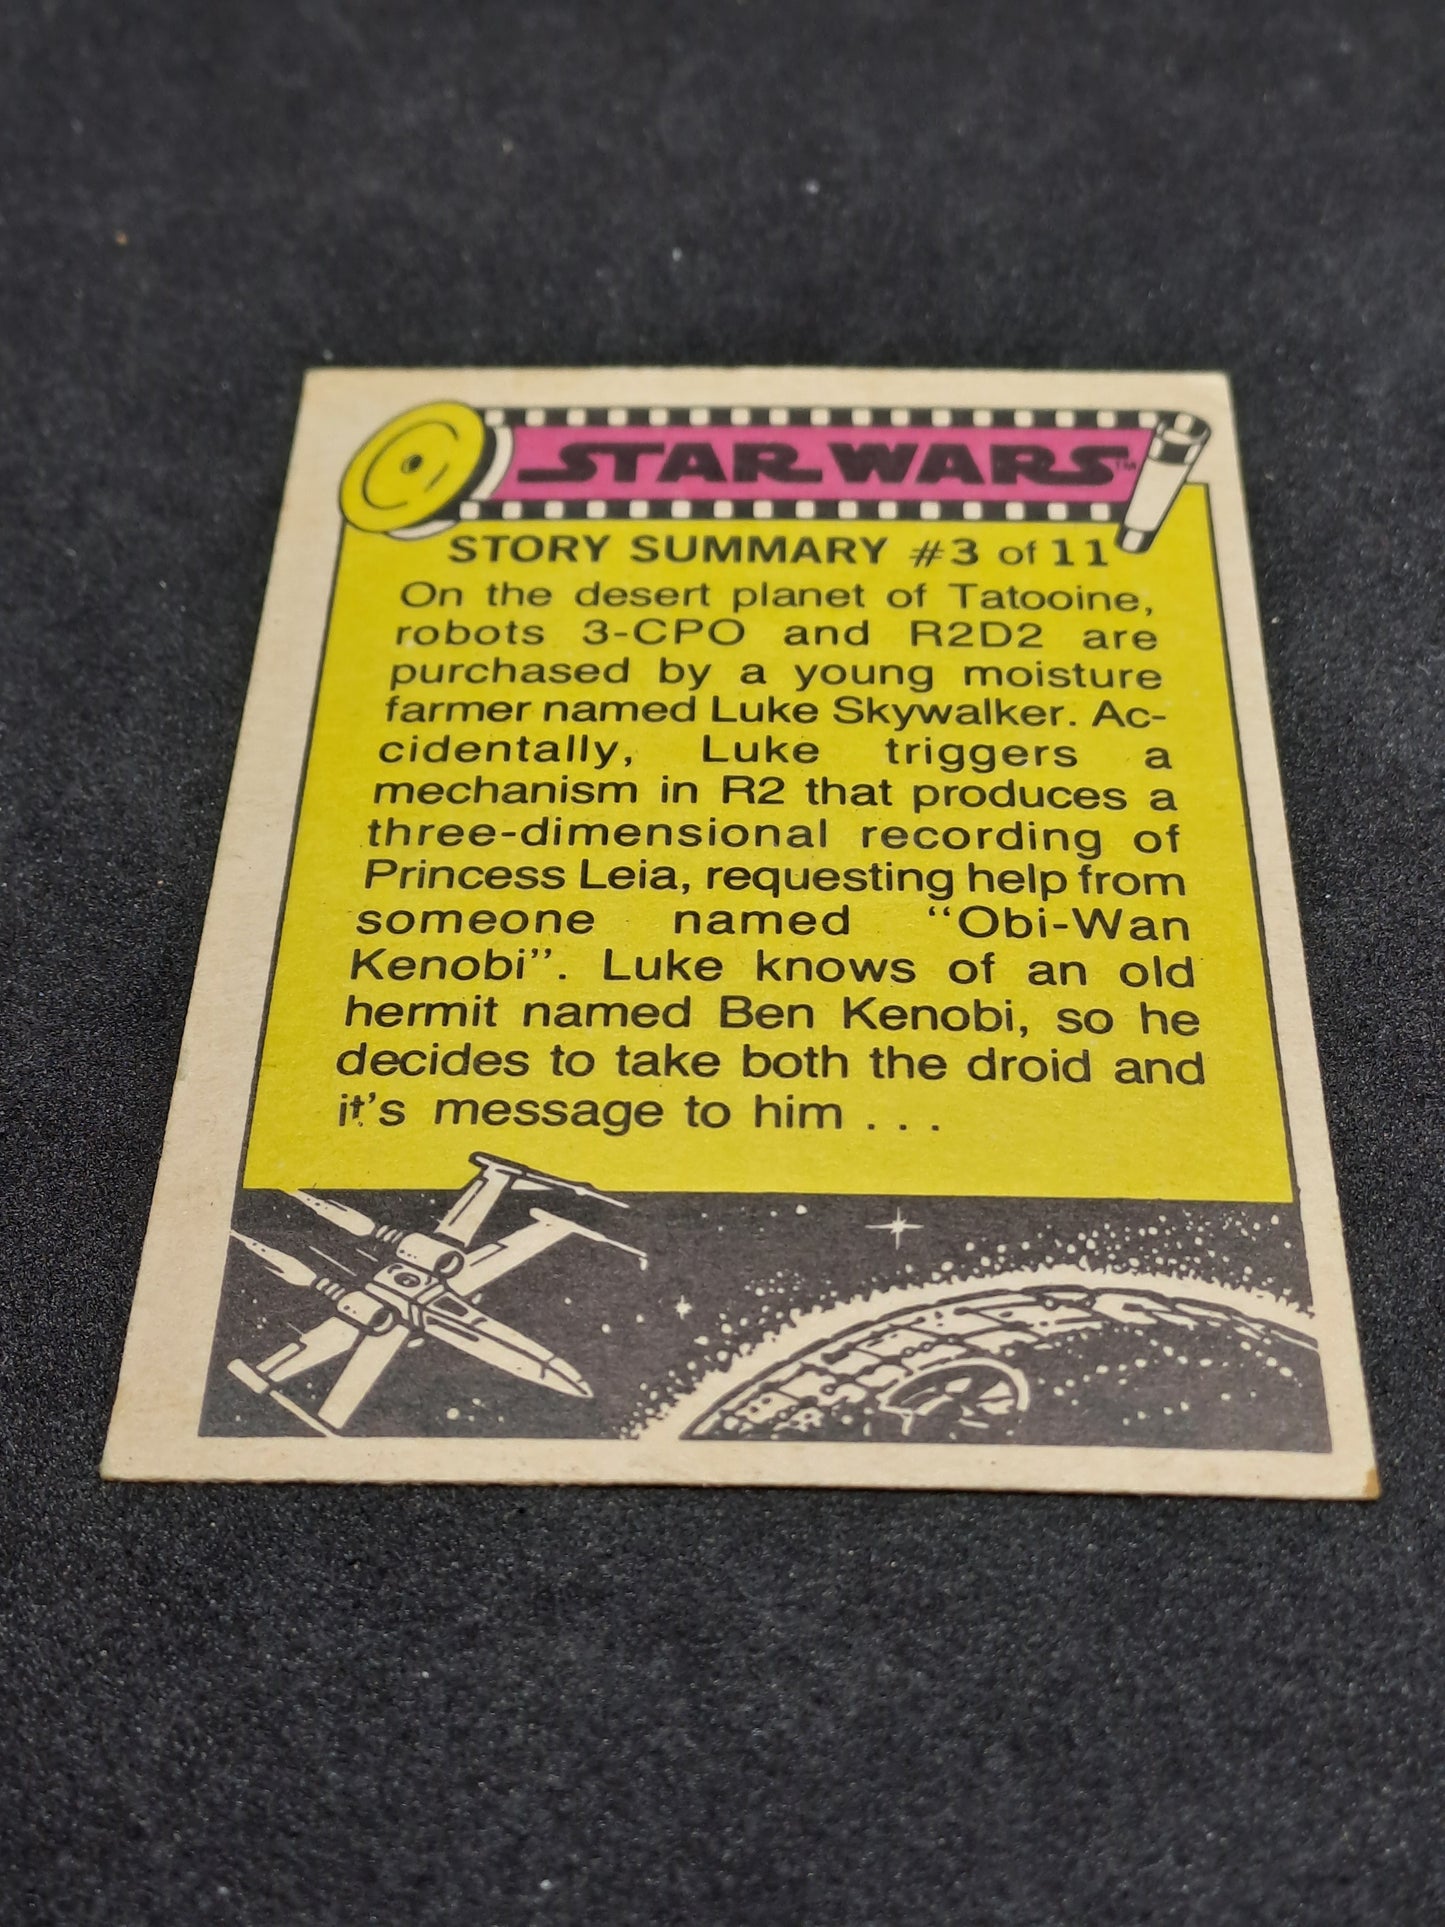 STAR WARS™
STORY SUMMARY #3 of 11
On the desert planet of Tatooine,
robots 3-CPO and R2D2 are
purchased by a young moisture
farmer named Luke Skywalker. Ac-
cidentally, Luke triggers a
mechanism in R2 that produces a
three-dimensional recording of
Princess Leia, requesting help from
someone named “Obi-Wan
Kenobi”. Luke knows of an old
hermit named Ben Kenobi, so he
decides to take both the droid and
it's message to him . . .